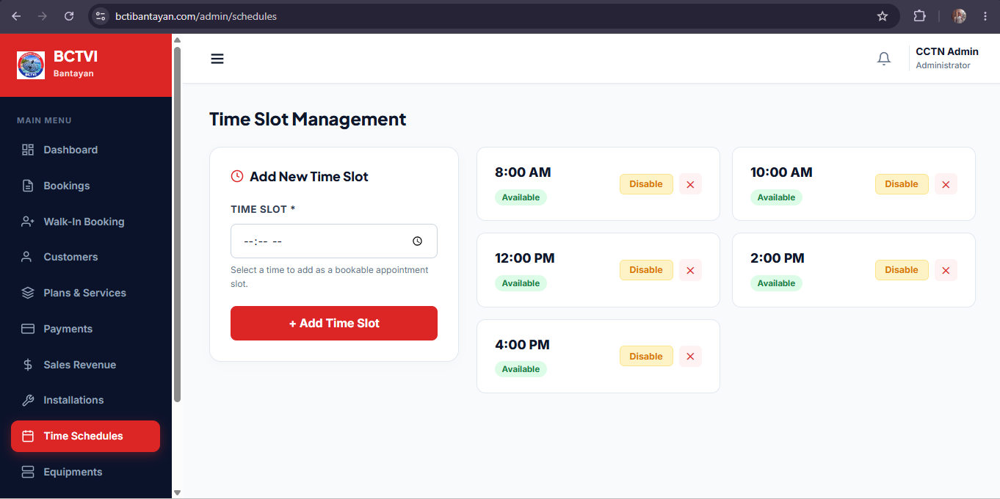 bctibantayan.com/admin/schedules
BCTVI
Bantayan
MAIN MENU
Dashboard
Bookings
Walk-In Booking
Customers
Plans & Services
Payments
Sales Revenue
Installations
Time Schedules
Equipments
CCTN Admin
Administrator
Time Slot Management
Add New Time Slot
TIME SLOT *
--:-- --
Select a time to add as a bookable appointment
slot.
+ Add Time Slot
8:00 AM
Available
Disable
10:00 AM
Available
Disable
12:00 PM
Available
Disable
2:00 PM
Available
Disable
4:00 PM
Available
Disable